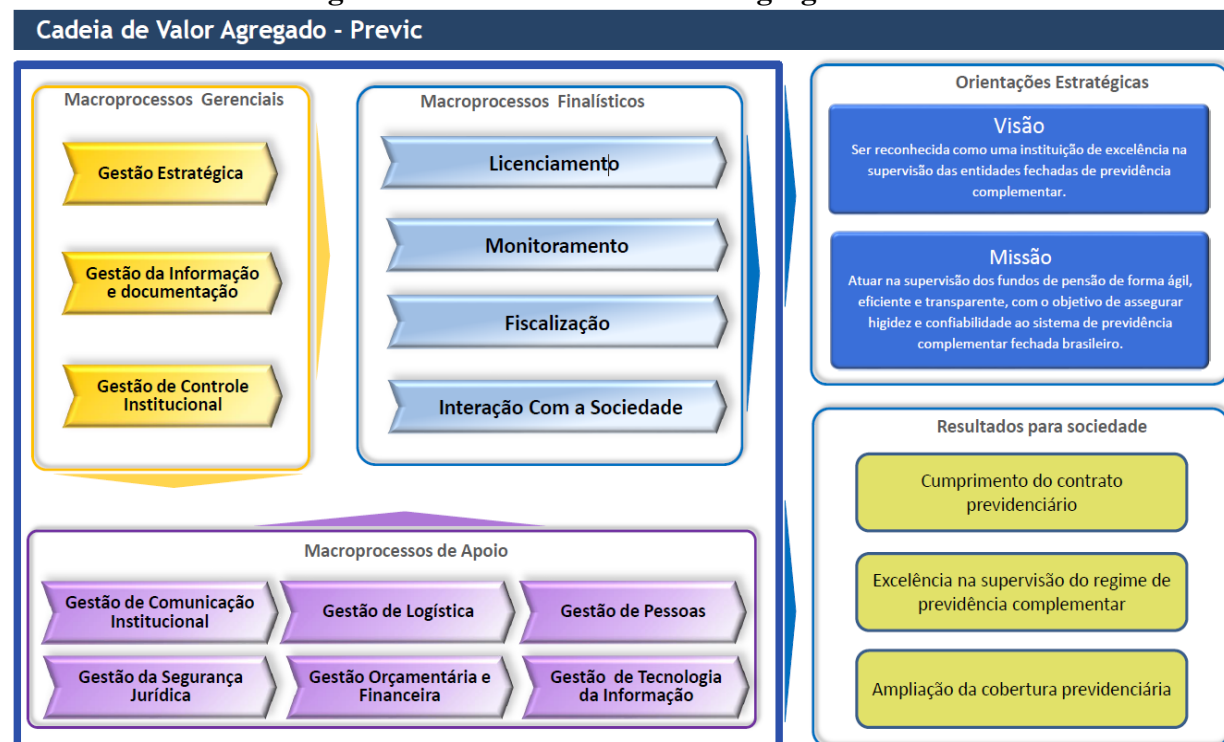 Cadeia de Valor Agregado - Previc
Macroprocessos Gerenciais
Gestão Estratégica
Gestão da Informação
e documentação
Gestão de Controle
Institucional
Macroprocessos Finalísticos
Licenciamento
Monitoramento
Fiscalização
Interação Com a Sociedade
Macroprocessos de Apoio
Gestão de Comunicação
Institucional
Gestão de Logística
Gestão de Pessoas
Gestão da Segurança
Jurídica
Gestão Orçamentária e
Financeira
Gestão de Tecnologia
da Informação
Orientações Estratégicas
Visão
Ser reconhecida como uma instituição de excelência na
supervisão das entidades fechadas de previdência
complementar.
Missão
Atuar na supervisão dos fundos de pensão de forma ágil,
eficiente e transparente, com o objetivo de assegurar
higidez e confiabilidade ao sistema de previdência
complementar fechada brasileiro.
Resultados para sociedade
Cumprimento do contrato
previdenciário
Excelência na supervisão do regime de
previdência complementar
Ampliação da cobertura previdenciária